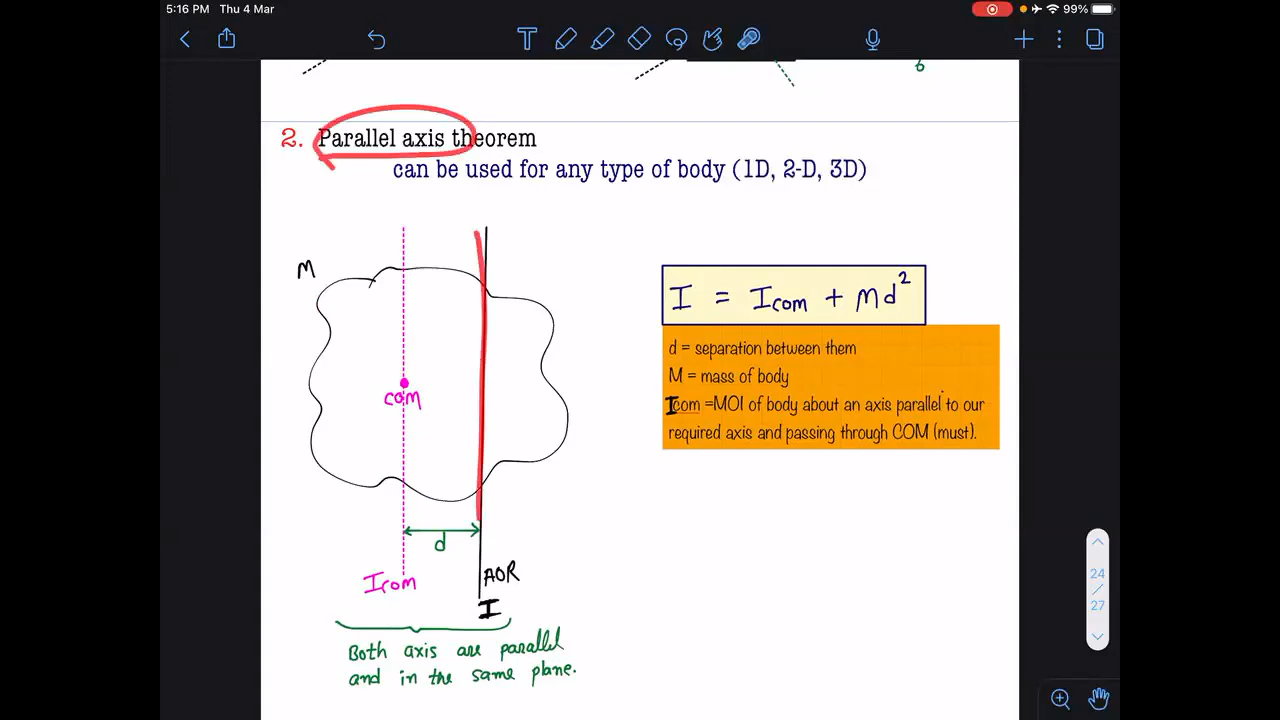 5:16 PM Thu 4 Mar
99%
6
2. Parallel axis theorem
can be used for any type of body (1D, 2-D, 3D)
M
I = Icom + Md²
d = separation between them
M = mass of body
Icom =MOI of body about an axis parallel to our
required axis and passing through COM (must).
com
d
Icom
AOR
I
Both axis are parallel
and in the same plane.
24
/
27